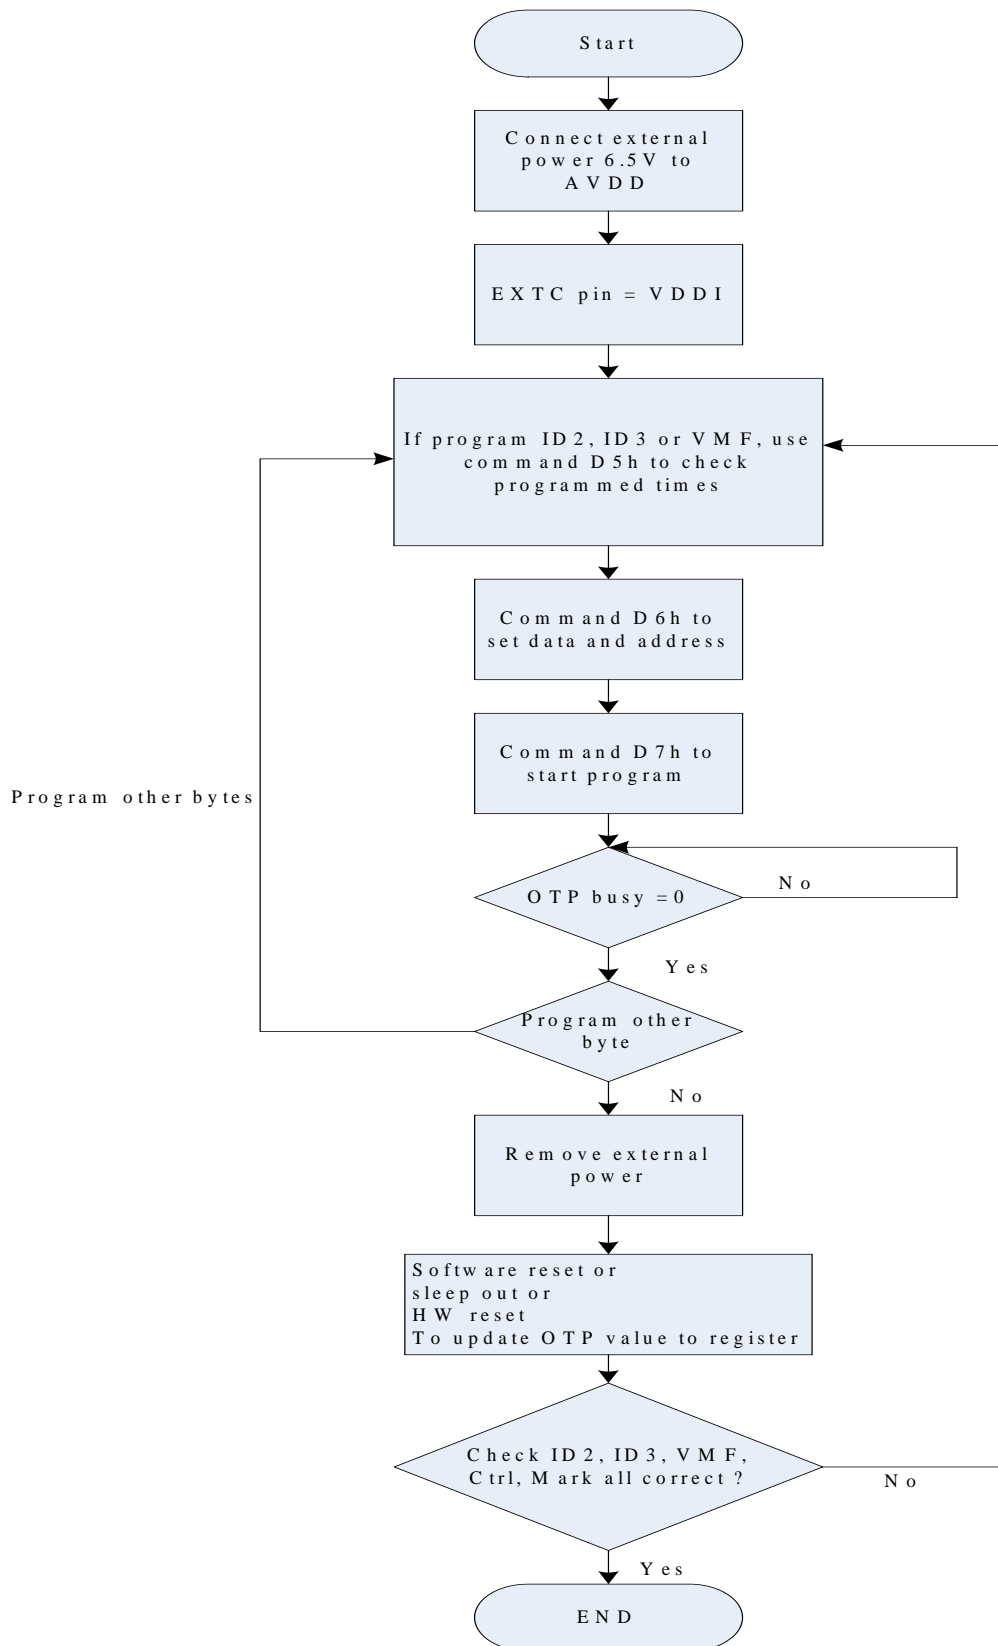 Start
Connect external
power 6.5V to
AVDD
EXTC pin = VDDI
If program ID2, ID3 or VMF, use
command D5h to check
programmed times
Command D6h to
set data and address
Command D7h to
start program
Program other bytes
OTP busy =0
No
Yes
Program other
byte
No
Remove external
power
Software reset or
sleep out or
HW reset
To update OTP value to register
Check ID2, ID3, VMF,
Ctrl, Mark all correct ?
No
Yes
END